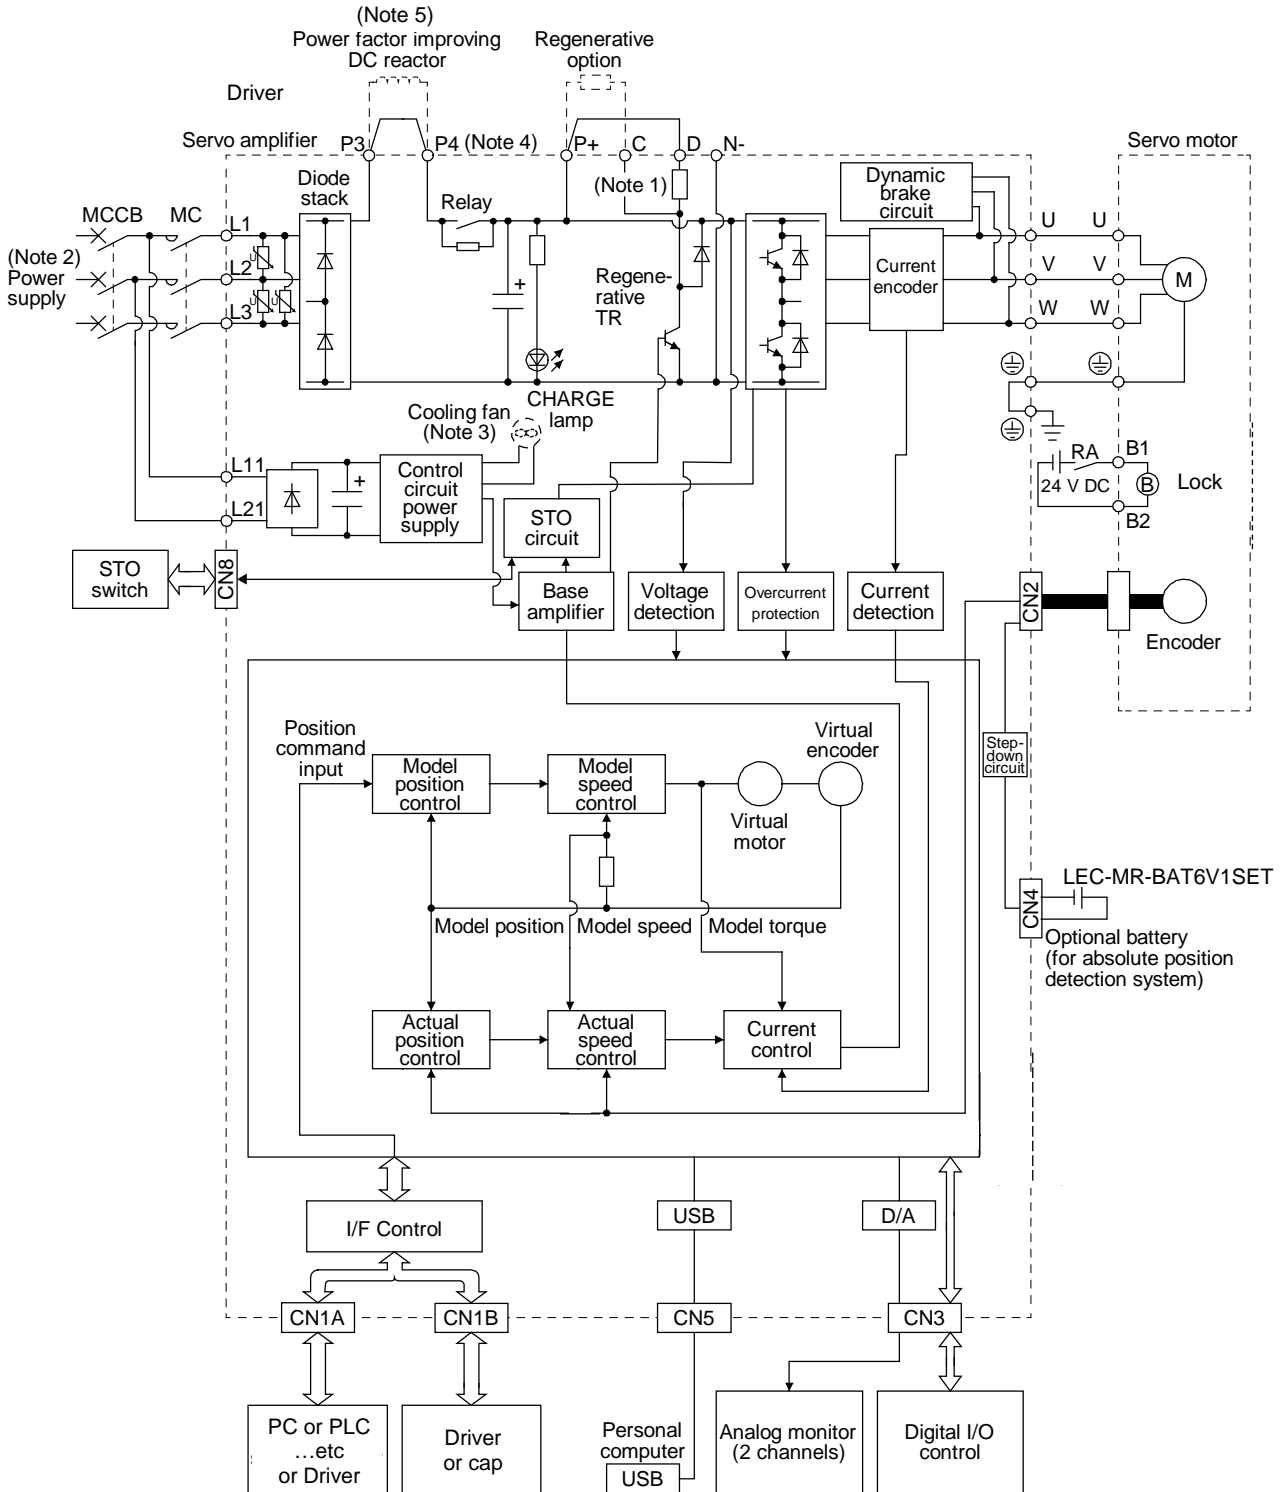 (Note 5)
Power factor improving
DC reactor
Regenerative
option
Driver
Servo amplifier
P3
P4
(Note 4)
P+
C
D
N-
Servo motor
Diode
stack
(Note 1)
Dynamic
brake
circuit
Relay
MCCB
MC
L1
U
U
(Note 2)
Power
supply
L2
U
Regene-
rative
TR
Current
encoder
V
V
M
L3
U
U
W
W
+
CHARGE
lamp
Cooling fan
(Note 3)
L11
+
Control
circuit
power
supply
RA
B1
24 V DC
B
Lock
L21
STO
circuit
B2
STO
switch
CN8
Base
amplifier
Voltage
detection
Overcurrent
protection
Current
detection
CN2
Encoder
Position
command
input
Virtual
encoder
Model
position
control
Model
speed
control
Step-
down
circuit
Virtual
motor
LEC-MR-BAT6V1SET
CN4
Model position
Model speed
Model torque
Optional battery
(for absolute position
detection system)
Actual
position
control
Actual
speed
control
Current
control
I/F Control
USB
D/A
CN1A
CN1B
CN5
CN3
PC or PLC
…etc
or Driver
Driver
or cap
Personal
computer
USB
Analog monitor
(2 channels)
Digital I/O
control